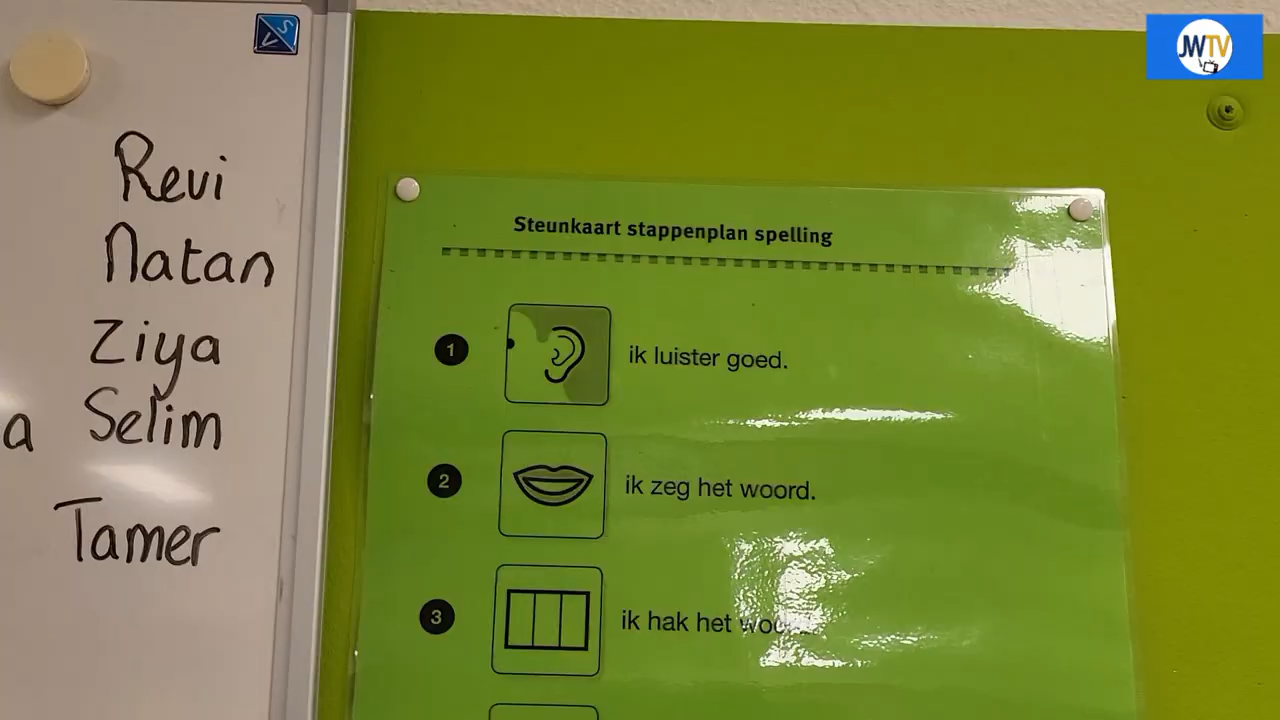 Revi
Natan
Ziya
a Selim
Tamer
S
V
JWTV
Steunkaart stappenplan spelling
1 ik luister goed.
2 ik zeg het woord.
3 ik hak het